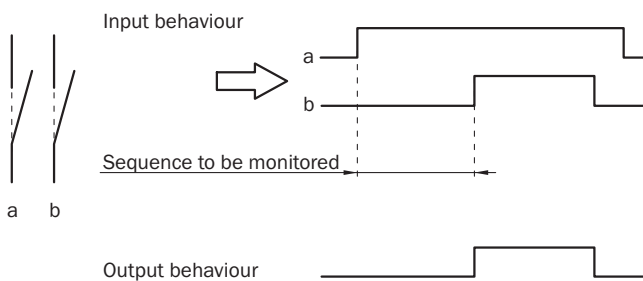 Input behaviour
a
b
Sequence to be monitored
a b
Output behaviour